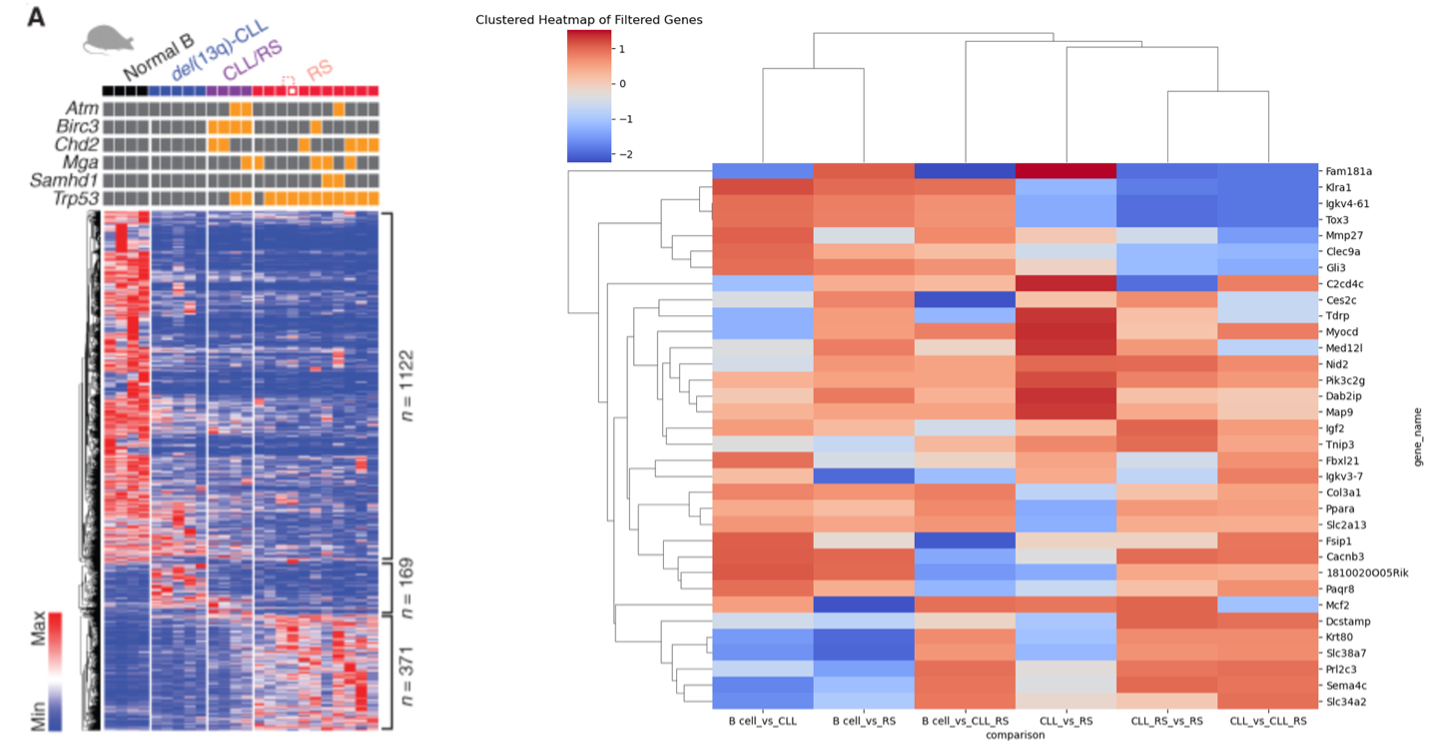 A
Normal B
del(13q)-CLL
CLL/RS
RS
Atm
Birc3
Chd2
Mga
Samhd1
Trp53
n = 1122
n = 169
n = 371
Max
Min
Clustered Heatmap of Filtered Genes
1
0
−1
−2
Fam181a
Klra1
Igkv4-61
Tox3
Mmp27
Clec9a
Gli3
C2cd4c
Ces2c
Tdrp
Myocd
Med12l
Nid2
Pik3c2g
Dab2ip
Map9
Igf2
Tnip3
Fbxl21
Igkv3-7
Col3a1
Ppara
Slc2a13
Fsip1
Cacnb3
1810020O05Rik
Paqr8
Mcf2
Dcstamp
Krt80
Slc38a7
Prl2c3
Sema4c
Slc34a2
gene_name
B cell_vs_CLL B cell_vs_RS B cell_vs_CLL_RS CLL_vs_RS CLL_RS_vs_RS CLL_vs_CLL_RS
comparison